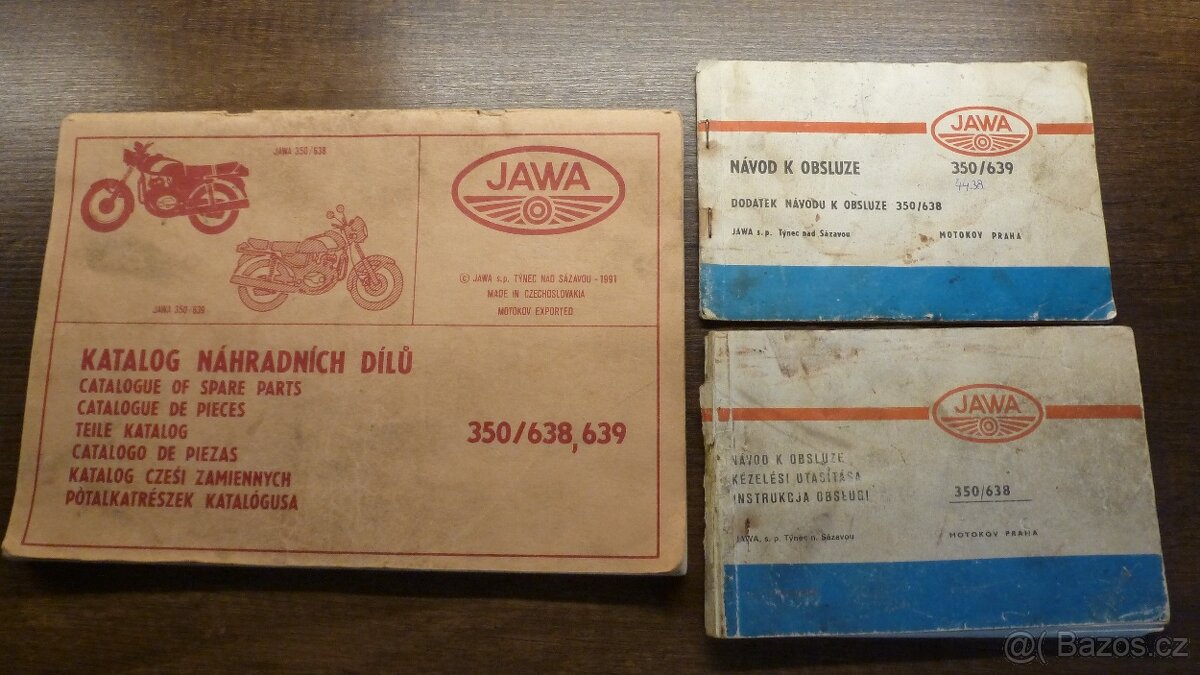 JAWA 350/638
JAWA 350-639
JAWA
© JAWA s.p. TÝNEC NAD SÁZAVOU - 1991
MADE IN CZECHOSLOVAKIA
MOTOKOV EXPORTED
KATALOG NÁHRADNÍCH DÍLŮ
CATALOGUE OF SPARE PARTS
CATALOGUE DE PIECES
TEILE KATALOG
CATALOGO DE PIEZAS
KATALOG CZEŚI ZAMIENNYCH
PÓTALKATRÉSZEK KATALÓGUSA
350/638, 639
JAWA
NÁVOD K OBSLUZE 350/639
4438
DODATEK NÁVODU K OBSLUZE 350/638
JAWA s.p. Týnec nad Sázavou MOTOKOV PRAHA
JAWA
NÁVOD K OBSLUZE
KEZELÉSI UTASÍTÁSA
INSTRUKCJA OBSŁUGI
350/638
JAWA, s. p. Týnec n. Sázavou MOTOKOV PRAHA
@( Bazos.cz